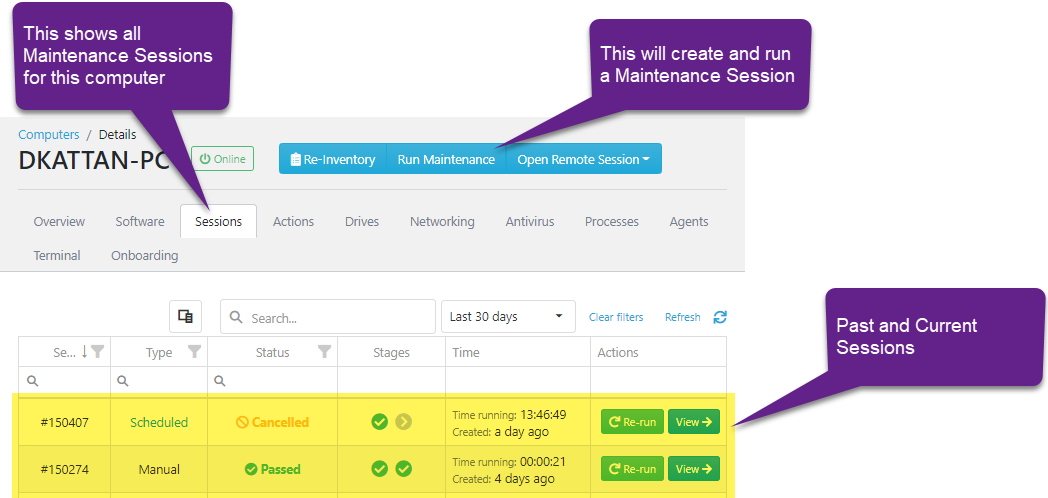 This shows all
Maintenance Sessions
for this computer
This will create and run
a Maintenance Session
Computers / Details
DKATTAN-PC
Online
Re-Inventory
Run Maintenance
Open Remote Session
Overview
Software
Sessions
Actions
Drives
Networking
Antivirus
Processes
Agents
Terminal
Onboarding
Search...
Last 30 days
Clear filters
Refresh
Past and Current
Sessions
Se...
Type
Status
Stages
Time
Actions
#150407
Scheduled
Cancelled
Time running: 13:46:49
Created: a day ago
Re-run
View
#150274
Manual
Passed
Time running: 00:00:21
Created: 4 days ago
Re-run
View